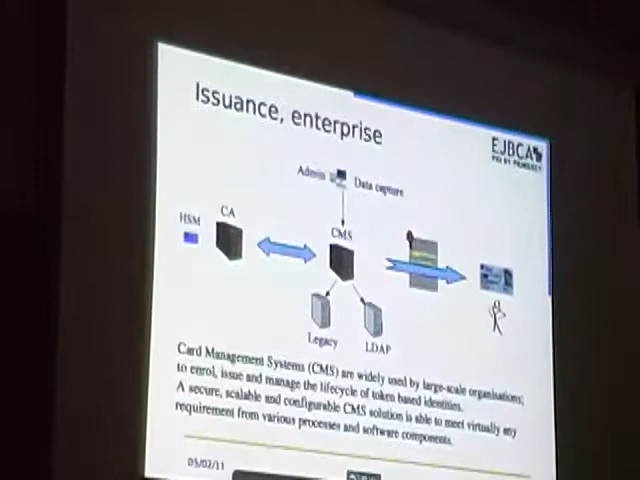 Issuance, enterprise
EJBCA
PKI BY PRIMEKEY
Admin
Data capture
HSM
CA
CMS
Legacy
LDAP
Card Management Systems (CMS) are widely used by large-scale organisations;
to enrol, issue and manage the lifecycle of token based identities.
A secure, scalable and configurable CMS solution is able to meet virtually any
requirement from various processes and software components.
05/02/11